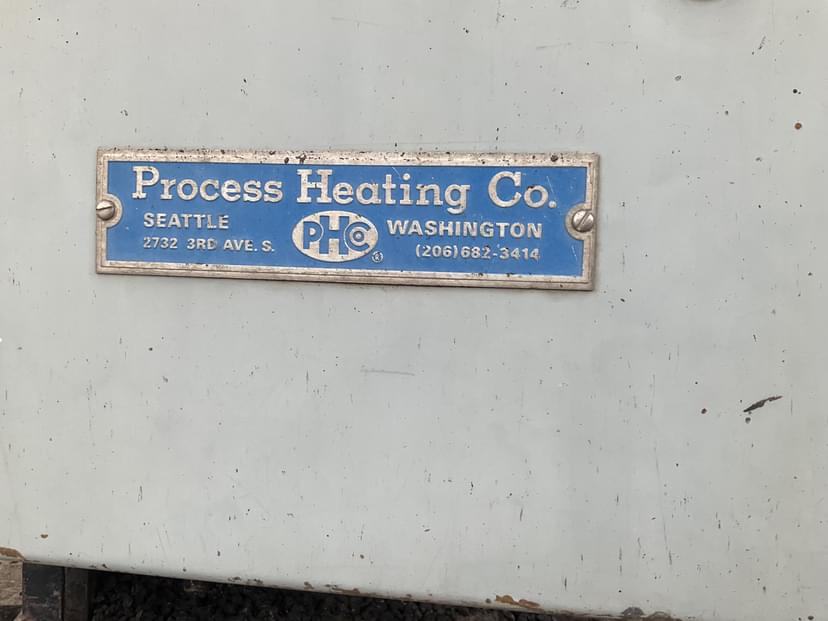 Process Heating Co.
SEATTLE PHCo ® WASHINGTON
2732 3RD AVE. S. (206)682-3414